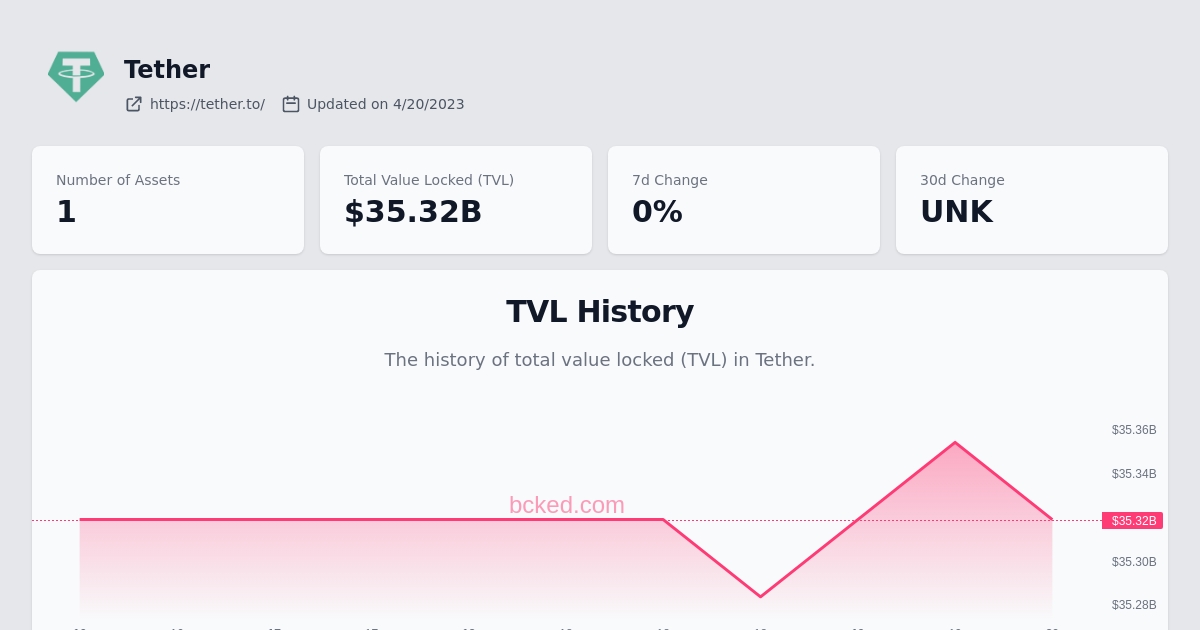 Tether
https://tether.to/ Updated on 4/20/2023
Number of Assets
1
Total Value Locked (TVL)
$35.32B
7d Change
0%
30d Change
UNK
TVL History
The history of total value locked (TVL) in Tether.
$35.36B
$35.34B
bcked.com
$35.32B
$35.30B
$35.28B